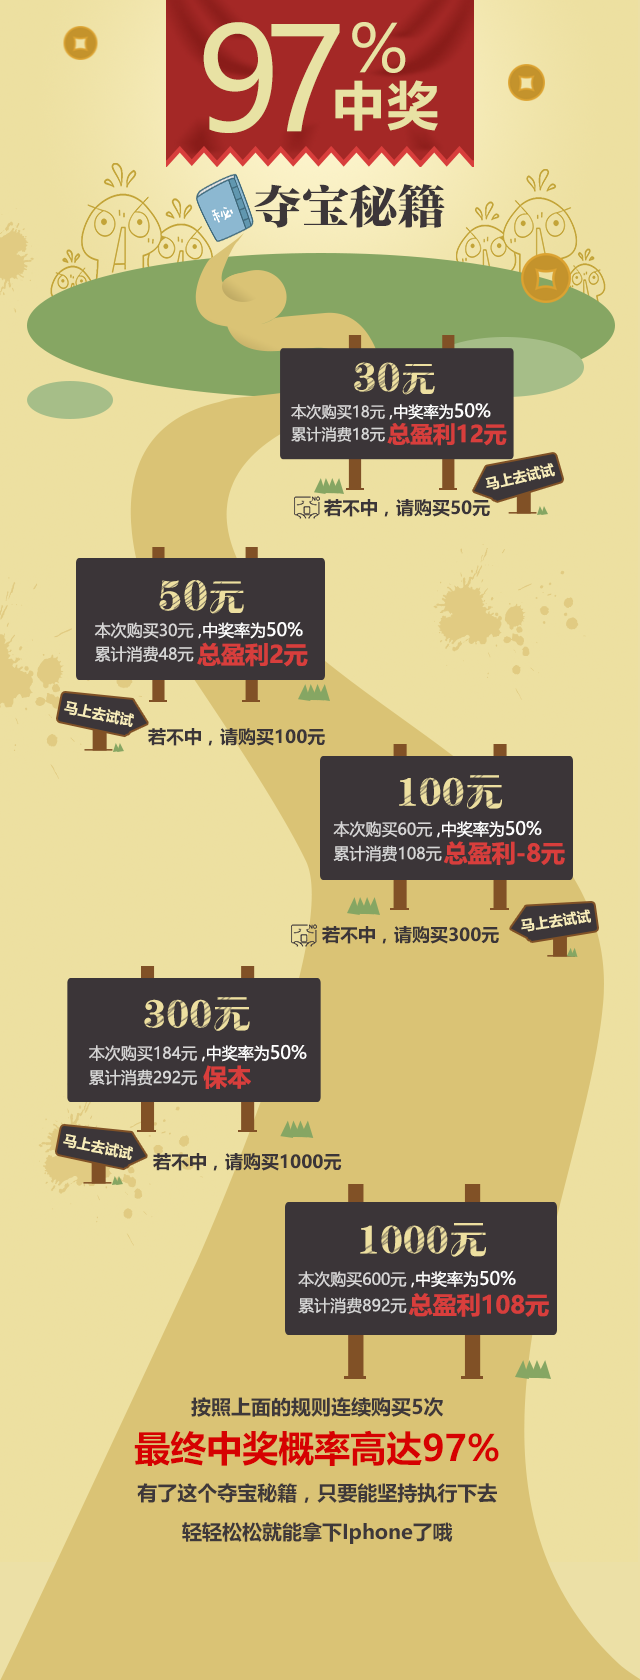 97%
中奖
秘
夺宝秘籍
30元
本次购买18元,中奖率为50%
累计消费18元 总盈利12元
马上去试试
NO
若不中，请购买50元
50元
本次购买30元,中奖率为50%
累计消费48元 总盈利2元
马上去试试
若不中，请购买100元
100元
本次购买60元,中奖率为50%
累计消费108元 总盈利-8元
马上去试试
NO
若不中，请购买300元
300元
本次购买184元,中奖率为50%
累计消费292元 保本
马上去试试
若不中，请购买1000元
1000元
本次购买600元,中奖率为50%
累计消费892元 总盈利108元
按照上面的规则连续购买5次
最终中奖概率高达97%
有了这个夺宝秘籍，只要能坚持执行下去
轻轻松松就能拿下Iphone了哦